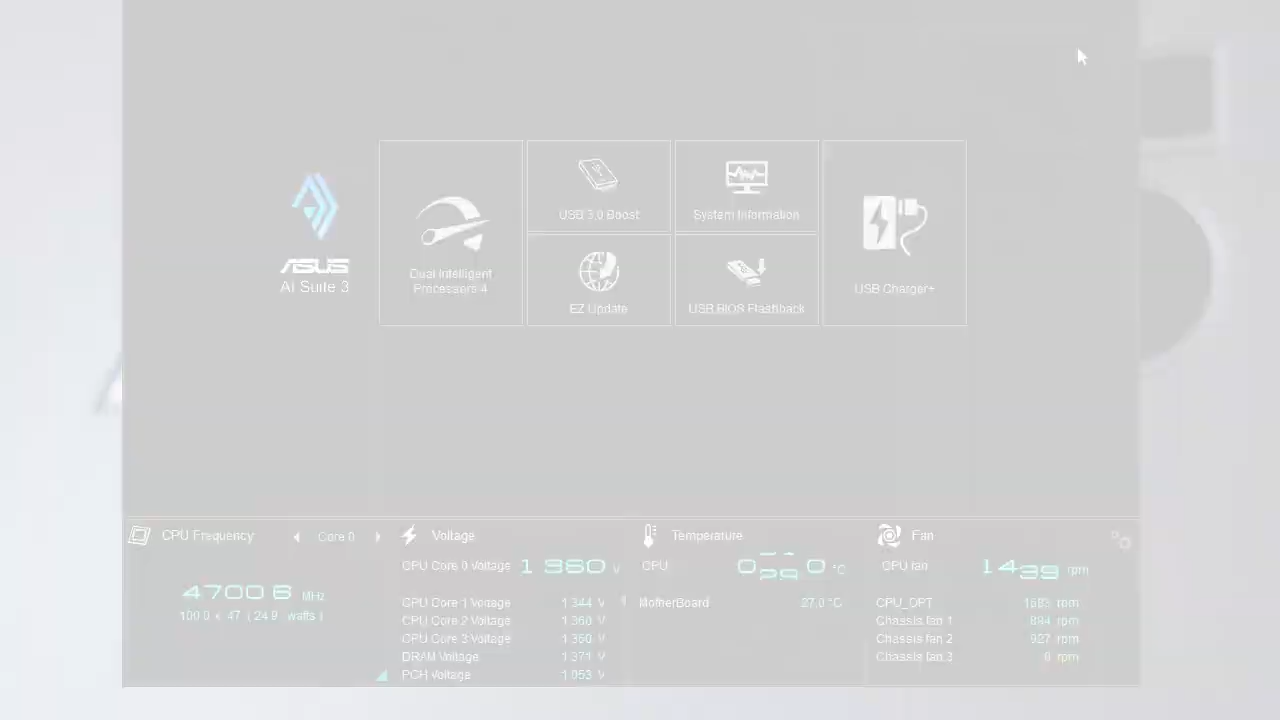 USB 3.0 Boost
System Information
ASUS
AI Suite 3
Dual Intelligent
Processors 4
EZ Update
USB BIOS Flashback
USB Charger+
CPU Frequency
Core 0
4700 6 MHz
100.0 x 47 ( 24.9 watts )
Voltage
CPU Core 0 Voltage 1 360 V
CPU Core 1 Voltage 1.344 V
CPU Core 2 Voltage 1.360 V
CPU Core 3 Voltage 1.360 V
DRAM Voltage 1.371 V
PCH Voltage 1.053 V
Temperature
CPU °C
MotherBoard 27.0 °C
Fan
CPU fan 1439 rpm
CPU_OPT rpm
Chassis fan 1 894 rpm
Chassis fan 2 927 rpm
Chassis fan 3 0 rpm